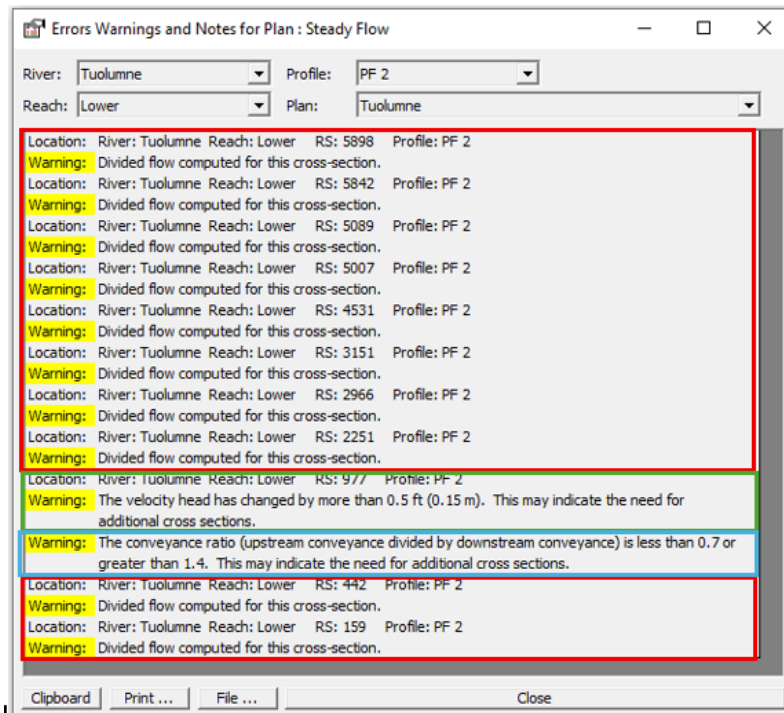 Errors Warnings and Notes for Plan : Steady Flow
River: Tuolumne Profile: PF 2
Reach: Lower Plan: Tuolumne
Location: River: Tuolumne Reach: Lower RS: 5898 Profile: PF 2
Warning: Divided flow computed for this cross-section.
Location: River: Tuolumne Reach: Lower RS: 5842 Profile: PF 2
Warning: Divided flow computed for this cross-section.
Location: River: Tuolumne Reach: Lower RS: 5089 Profile: PF 2
Warning: Divided flow computed for this cross-section.
Location: River: Tuolumne Reach: Lower RS: 5007 Profile: PF 2
Warning: Divided flow computed for this cross-section.
Location: River: Tuolumne Reach: Lower RS: 4531 Profile: PF 2
Warning: Divided flow computed for this cross-section.
Location: River: Tuolumne Reach: Lower RS: 3151 Profile: PF 2
Warning: Divided flow computed for this cross-section.
Location: River: Tuolumne Reach: Lower RS: 2966 Profile: PF 2
Warning: Divided flow computed for this cross-section.
Location: River: Tuolumne Reach: Lower RS: 2251 Profile: PF 2
Warning: Divided flow computed for this cross-section.
Location: River: Tuolumne Reach: Lower RS: 977 Profile: PF 2
Warning: The velocity head has changed by more than 0.5 ft (0.15 m). This may indicate the need for
additional cross sections.
Warning: The conveyance ratio (upstream conveyance divided by downstream conveyance) is less than 0.7 or
greater than 1.4. This may indicate the need for additional cross sections.
Location: River: Tuolumne Reach: Lower RS: 442 Profile: PF 2
Warning: Divided flow computed for this cross-section.
Location: River: Tuolumne Reach: Lower RS: 159 Profile: PF 2
Warning: Divided flow computed for this cross-section.
Clipboard Print ... File ... Close